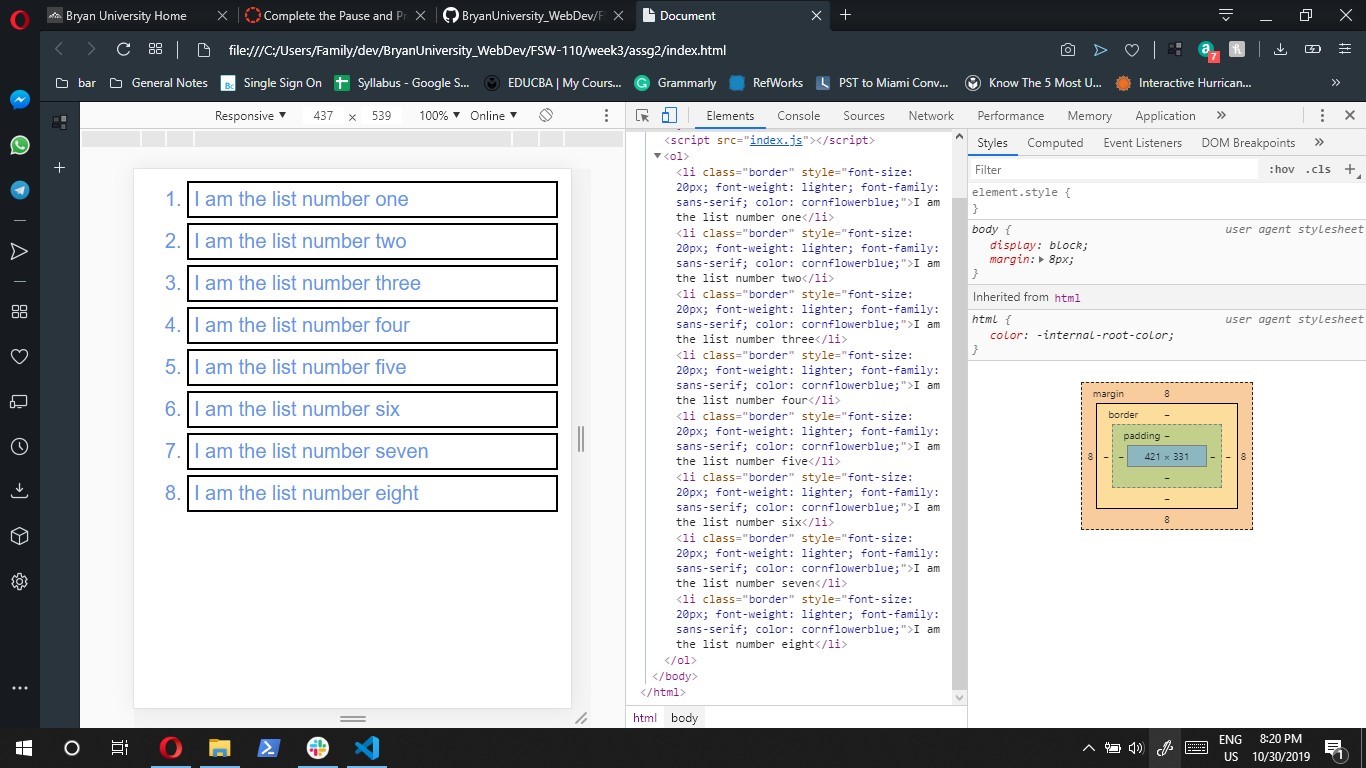 Bryan University Home
Complete the Pause and Pr
BryanUniversity_WebDev/F
Document
file:///C:/Users/Family/dev/BryanUniversity_WebDev/FSW-110/week3/assg2/index.html
7
bar
General Notes
Bc
Single Sign On
Syllabus - Google S...
EDUCBA | My Cours...
G
Grammarly
RefWorks
L
PST to Miami Conv...
Know The 5 Most U...
Interactive Hurrican...
»
Responsive
437 x 539
100%
Online
1. I am the list number one
2. I am the list number two
3. I am the list number three
4. I am the list number four
5. I am the list number five
6. I am the list number six
7. I am the list number seven
8. I am the list number eight
Elements
Console
Sources
Network
Performance
Memory
Application
»
<script src="index.js"></script>
<ol>
<li class="border" style="font-size:
20px; font-weight: lighter; font-family:
sans-serif; color: cornflowerblue;">I am
the list number one</li>
<li class="border" style="font-size:
20px; font-weight: lighter; font-family:
sans-serif; color: cornflowerblue;">I am
the list number two</li>
<li class="border" style="font-size:
20px; font-weight: lighter; font-family:
sans-serif; color: cornflowerblue;">I am
the list number three</li>
<li class="border" style="font-size:
20px; font-weight: lighter; font-family:
sans-serif; color: cornflowerblue;">I am
the list number four</li>
<li class="border" style="font-size:
20px; font-weight: lighter; font-family:
sans-serif; color: cornflowerblue;">I am
the list number five</li>
<li class="border" style="font-size:
20px; font-weight: lighter; font-family:
sans-serif; color: cornflowerblue;">I am
the list number six</li>
<li class="border" style="font-size:
20px; font-weight: lighter; font-family:
sans-serif; color: cornflowerblue;">I am
the list number seven</li>
<li class="border" style="font-size:
20px; font-weight: lighter; font-family:
sans-serif; color: cornflowerblue;">I am
the list number eight</li>
</ol>
</body>
</html>
html body
Styles
Computed
Event Listeners
DOM Breakpoints
»
Filter
:hov .cls +
element.style {
}
body { user agent stylesheet
display: block;
margin: 8px;
}
Inherited from html
html { user agent stylesheet
color: -internal-root-color;
}
margin 8
border –
padding –
8 – – 421 × 331 – – 8
–
–
8
ENG
US
8:20 PM
10/30/2019
1